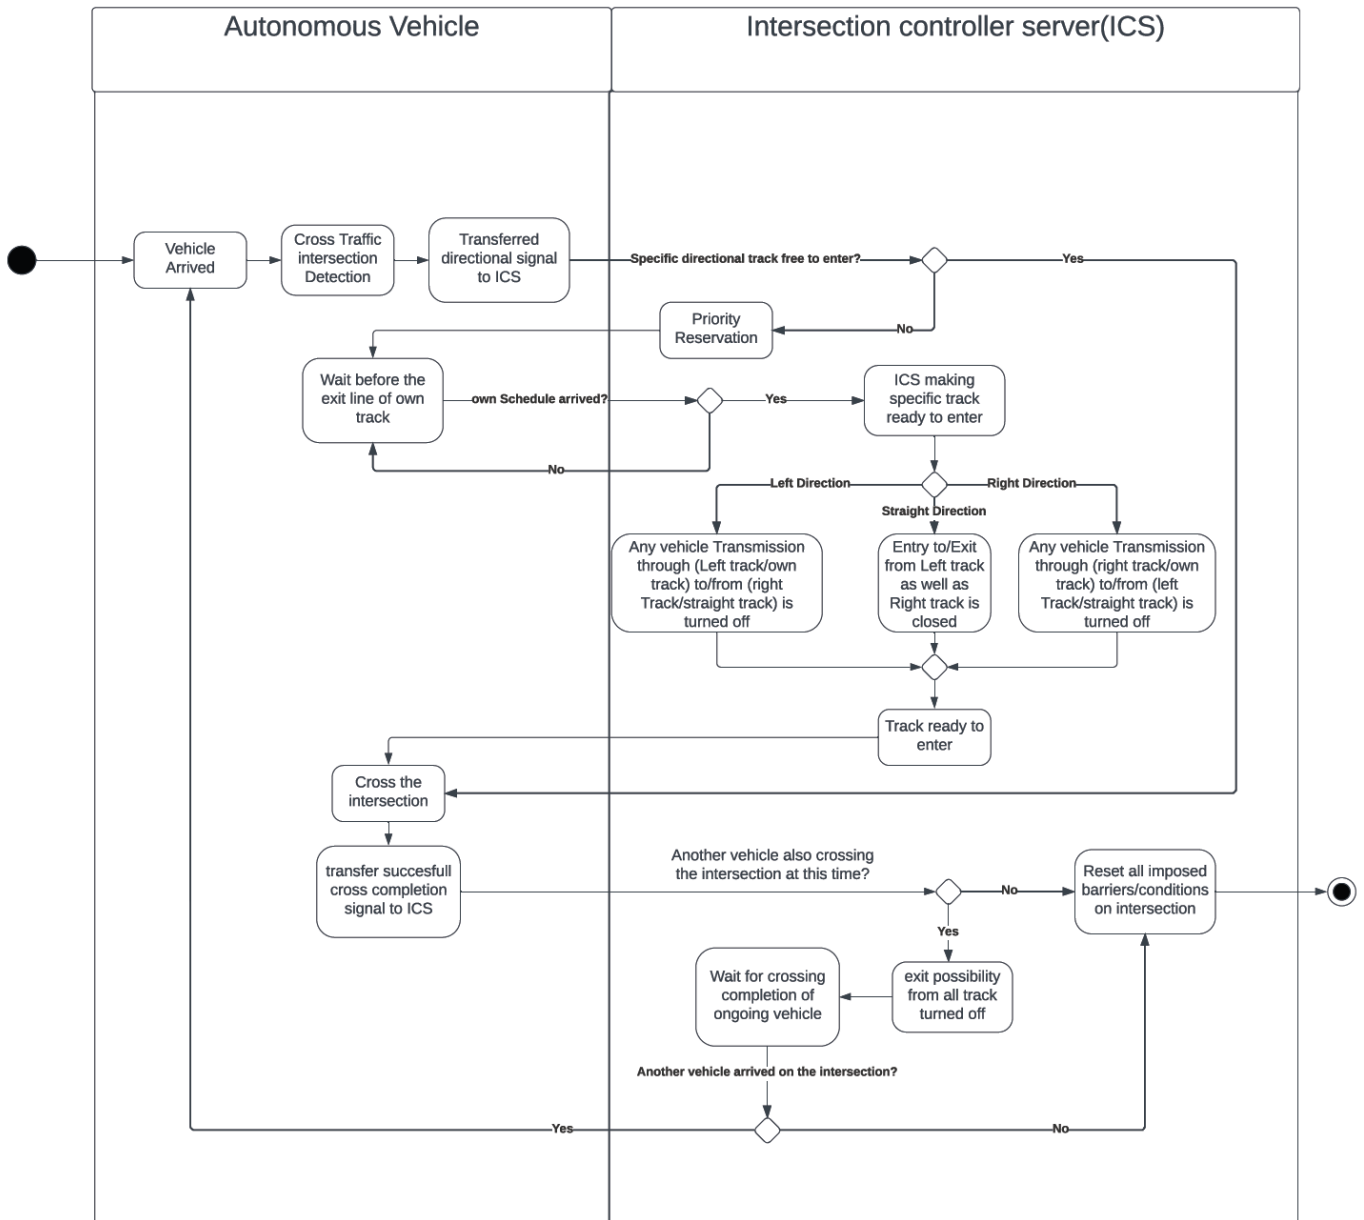 Autonomous Vehicle
Intersection controller server(ICS)
Vehicle
Arrived
Cross Traffic
intersection
Detection
Transferred
directional signal
to ICS
Specific directional track free to enter?
Yes
No
Priority
Reservation
Wait before the
exit line of own
track
own Schedule arrived?
Yes
No
ICS making
specific track
ready to enter
Left Direction
Straight Direction
Right Direction
Any vehicle Transmission
through (Left track/own
track) to/from (right
Track/straight track) is
turned off
Entry to/Exit
from Left track
as well as
Right track is
closed
Any vehicle Transmission
through (right track/own
track) to/from (left
Track/straight track) is
turned off
Track ready to
enter
Cross the
intersection
transfer succesfull
cross completion
signal to ICS
Another vehicle also crossing
the intersection at this time?
No
Yes
Reset all imposed
barriers/conditions
on intersection
exit possibility
from all track
turned off
Wait for crossing
completion of
ongoing vehicle
Another vehicle arrived on the intersection?
Yes
No